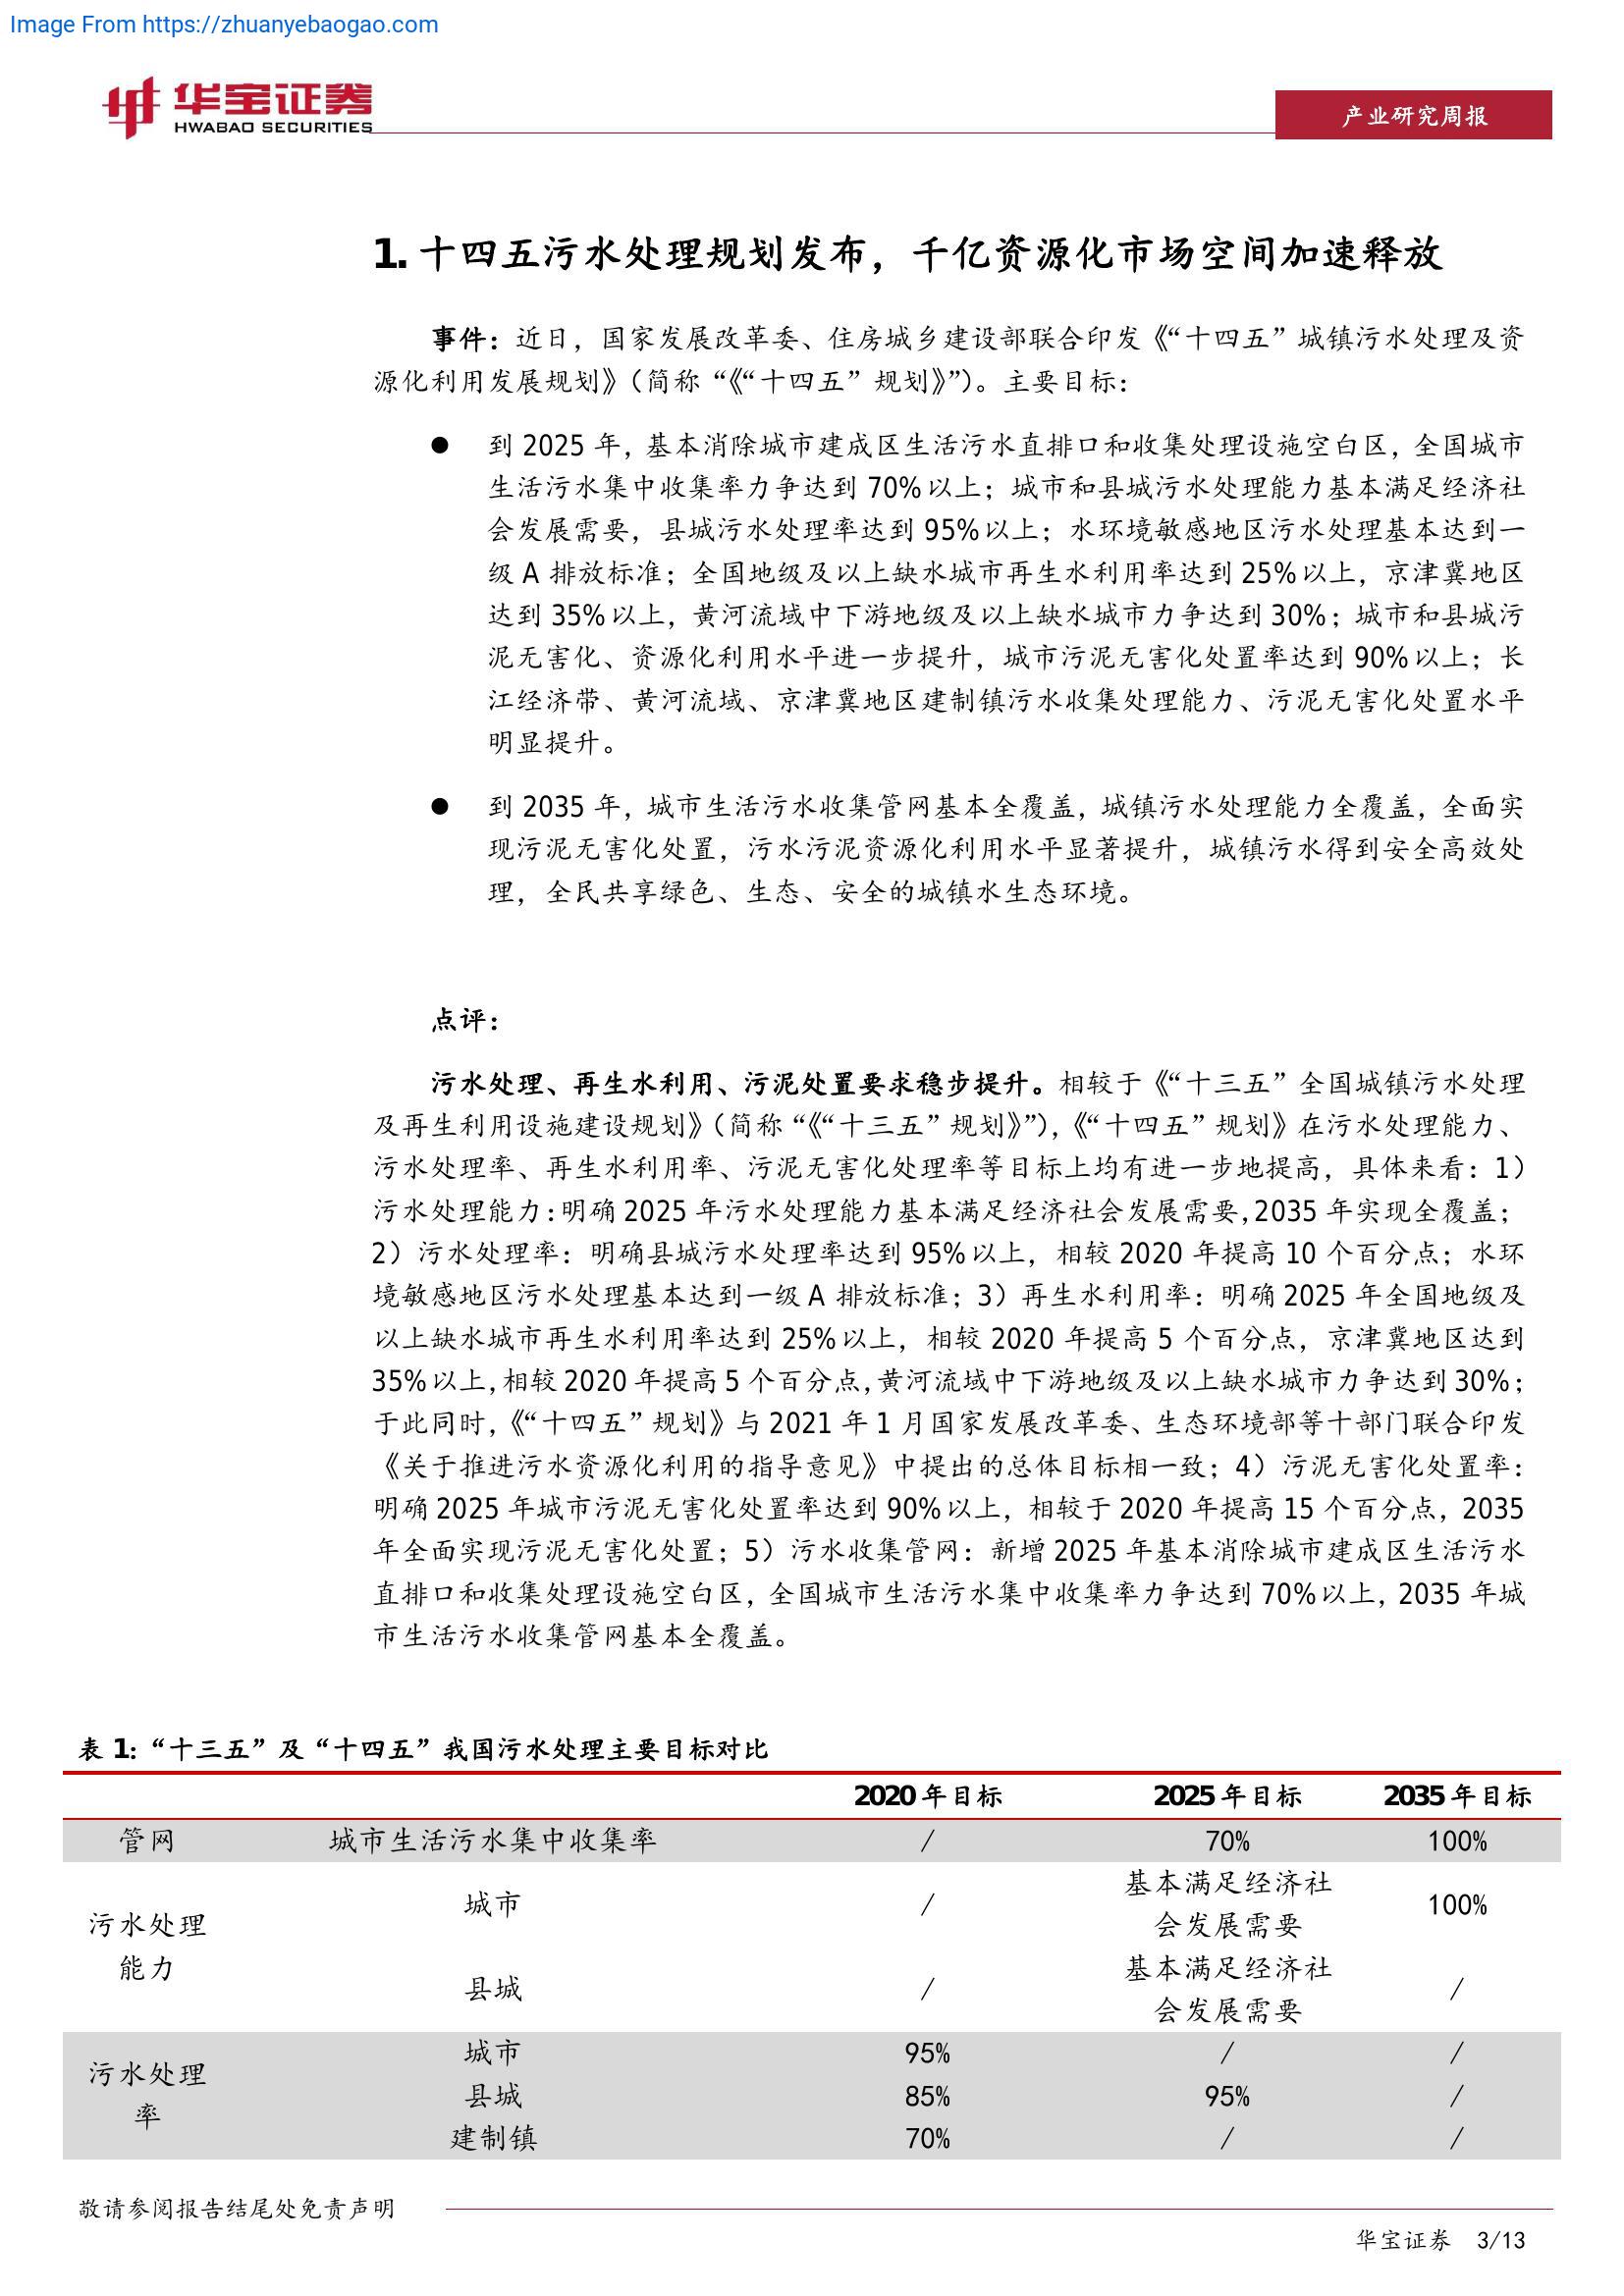 Image From https://zhuanyebaogao.com
华宝证券
HWABAO SECURITIES
产业研究周报
1. 十四五污水处理规划发布，千亿资源化市场空间加速释放
事件：近日，国家发展改革委、住房城乡建设部联合印发《“十四五”城镇污水处理及资
源化利用发展规划》（简称“《“十四五”规划》”）。主要目标：
● 到 2025 年，基本消除城市建成区生活污水直排口和收集处理设施空白区，全国城市
生活污水集中收集率力争达到 70%以上；城市和县城污水处理能力基本满足经济社
会发展需要，县城污水处理率达到 95%以上；水环境敏感地区污水处理基本达到一
级 A 排放标准；全国地级及以上缺水城市再生水利用率达到 25%以上，京津冀地区
达到 35%以上，黄河流域中下游地级及以上缺水城市力争达到 30%；城市和县城污
泥无害化、资源化利用水平进一步提升，城市污泥无害化处置率达到 90%以上；长
江经济带、黄河流域、京津冀地区建制镇污水收集处理能力、污泥无害化处置水平
明显提升。
● 到 2035 年，城市生活污水收集管网基本全覆盖，城镇污水处理能力全覆盖，全面实
现污泥无害化处置，污水污泥资源化利用水平显著提升，城镇污水得到安全高效处
理，全民共享绿色、生态、安全的城镇水生态环境。
点评：
污水处理、再生水利用、污泥处置要求稳步提升。相较于《“十三五”全国城镇污水处理
及再生利用设施建设规划》（简称“《“十三五”规划》”），《“十四五”规划》在污水处理能力、
污水处理率、再生水利用率、污泥无害化处理率等目标上均有进一步地提高，具体来看：1）
污水处理能力：明确 2025 年污水处理能力基本满足经济社会发展需要，2035 年实现全覆盖；
2）污水处理率：明确县城污水处理率达到 95%以上，相较 2020 年提高 10 个百分点；水环
境敏感地区污水处理基本达到一级 A 排放标准；3）再生水利用率：明确 2025 年全国地级及
以上缺水城市再生水利用率达到 25%以上，相较 2020 年提高 5 个百分点，京津冀地区达到
35%以上，相较 2020 年提高 5 个百分点，黄河流域中下游地级及以上缺水城市力争达到 30%；
于此同时，《“十四五”规划》与 2021 年 1 月国家发展改革委、生态环境部等十部门联合印发
《关于推进污水资源化利用的指导意见》中提出的总体目标相一致；4）污泥无害化处置率：
明确 2025 年城市污泥无害化处置率达到 90%以上，相较于 2020 年提高 15 个百分点，2035
年全面实现污泥无害化处置；5）污水收集管网：新增 2025 年基本消除城市建成区生活污水
直排口和收集处理设施空白区，全国城市生活污水集中收集率力争达到 70%以上，2035 年城
市生活污水收集管网基本全覆盖。
表 1：“十三五”及“十四五”我国污水处理主要目标对比
2020 年目标 2025 年目标 2035 年目标
管网 城市生活污水集中收集率 / 70% 100%
污水处理
能力
城市 / 基本满足经济社
会发展需要 100%
县城 / 基本满足经济社
会发展需要 /
污水处理
率
城市 95% / /
县城 85% 95% /
建制镇 70% / /
敬请参阅报告结尾处免责声明
华宝证券 3/13